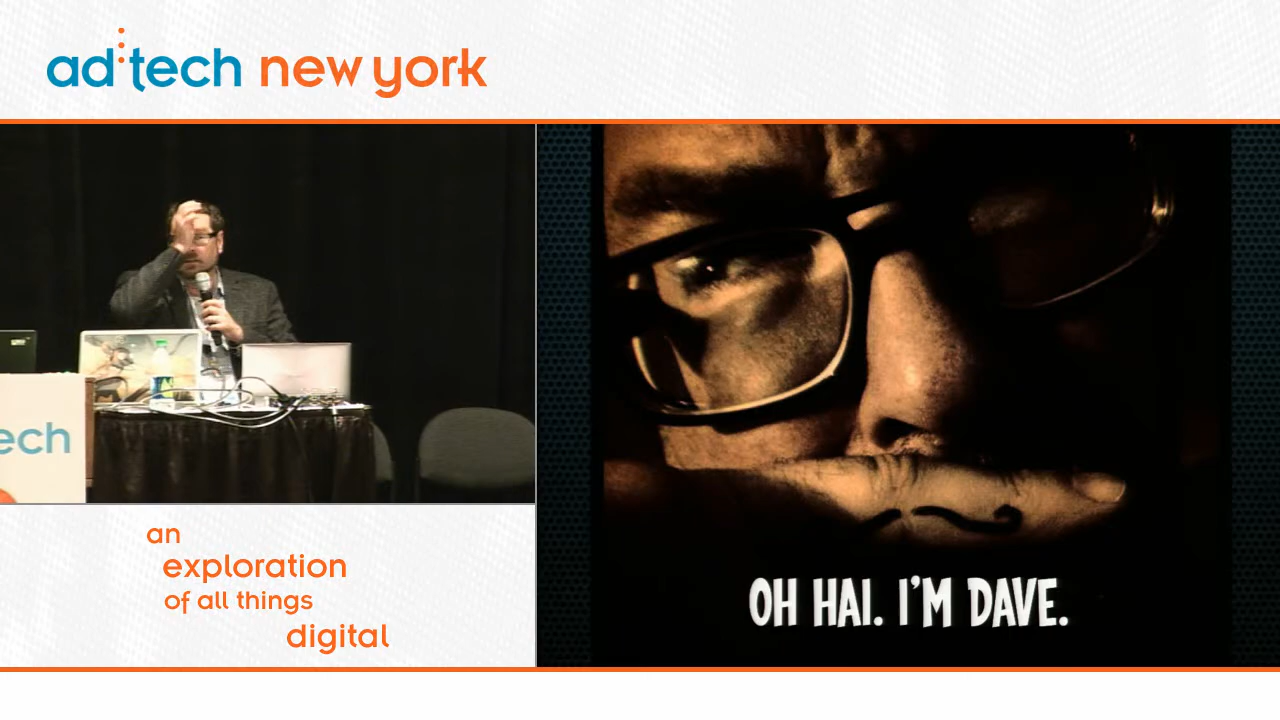 ad:tech new york
ech
an
exploration
of all things
digital
OH HAI. I'M DAVE.